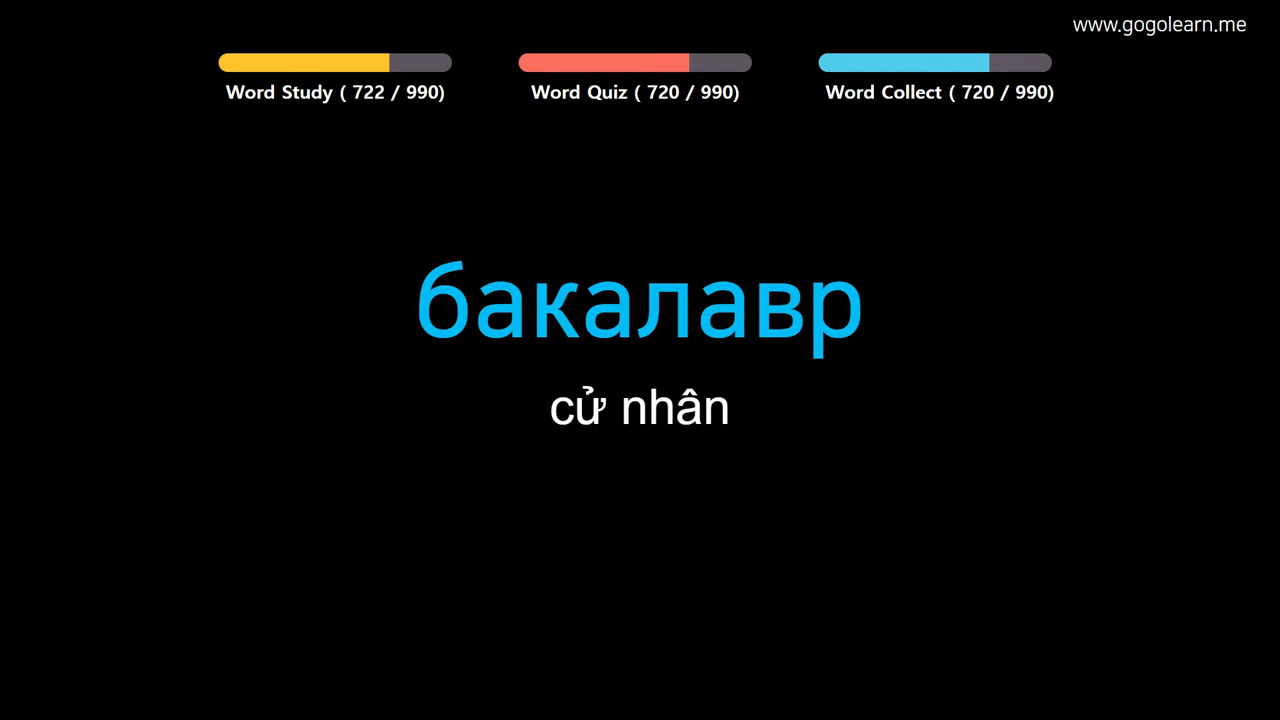 www.gogolearn.me
Word Study ( 722 / 990)
Word Quiz ( 720 / 990)
Word Collect ( 720 / 990)
бакалавр
cử nhân